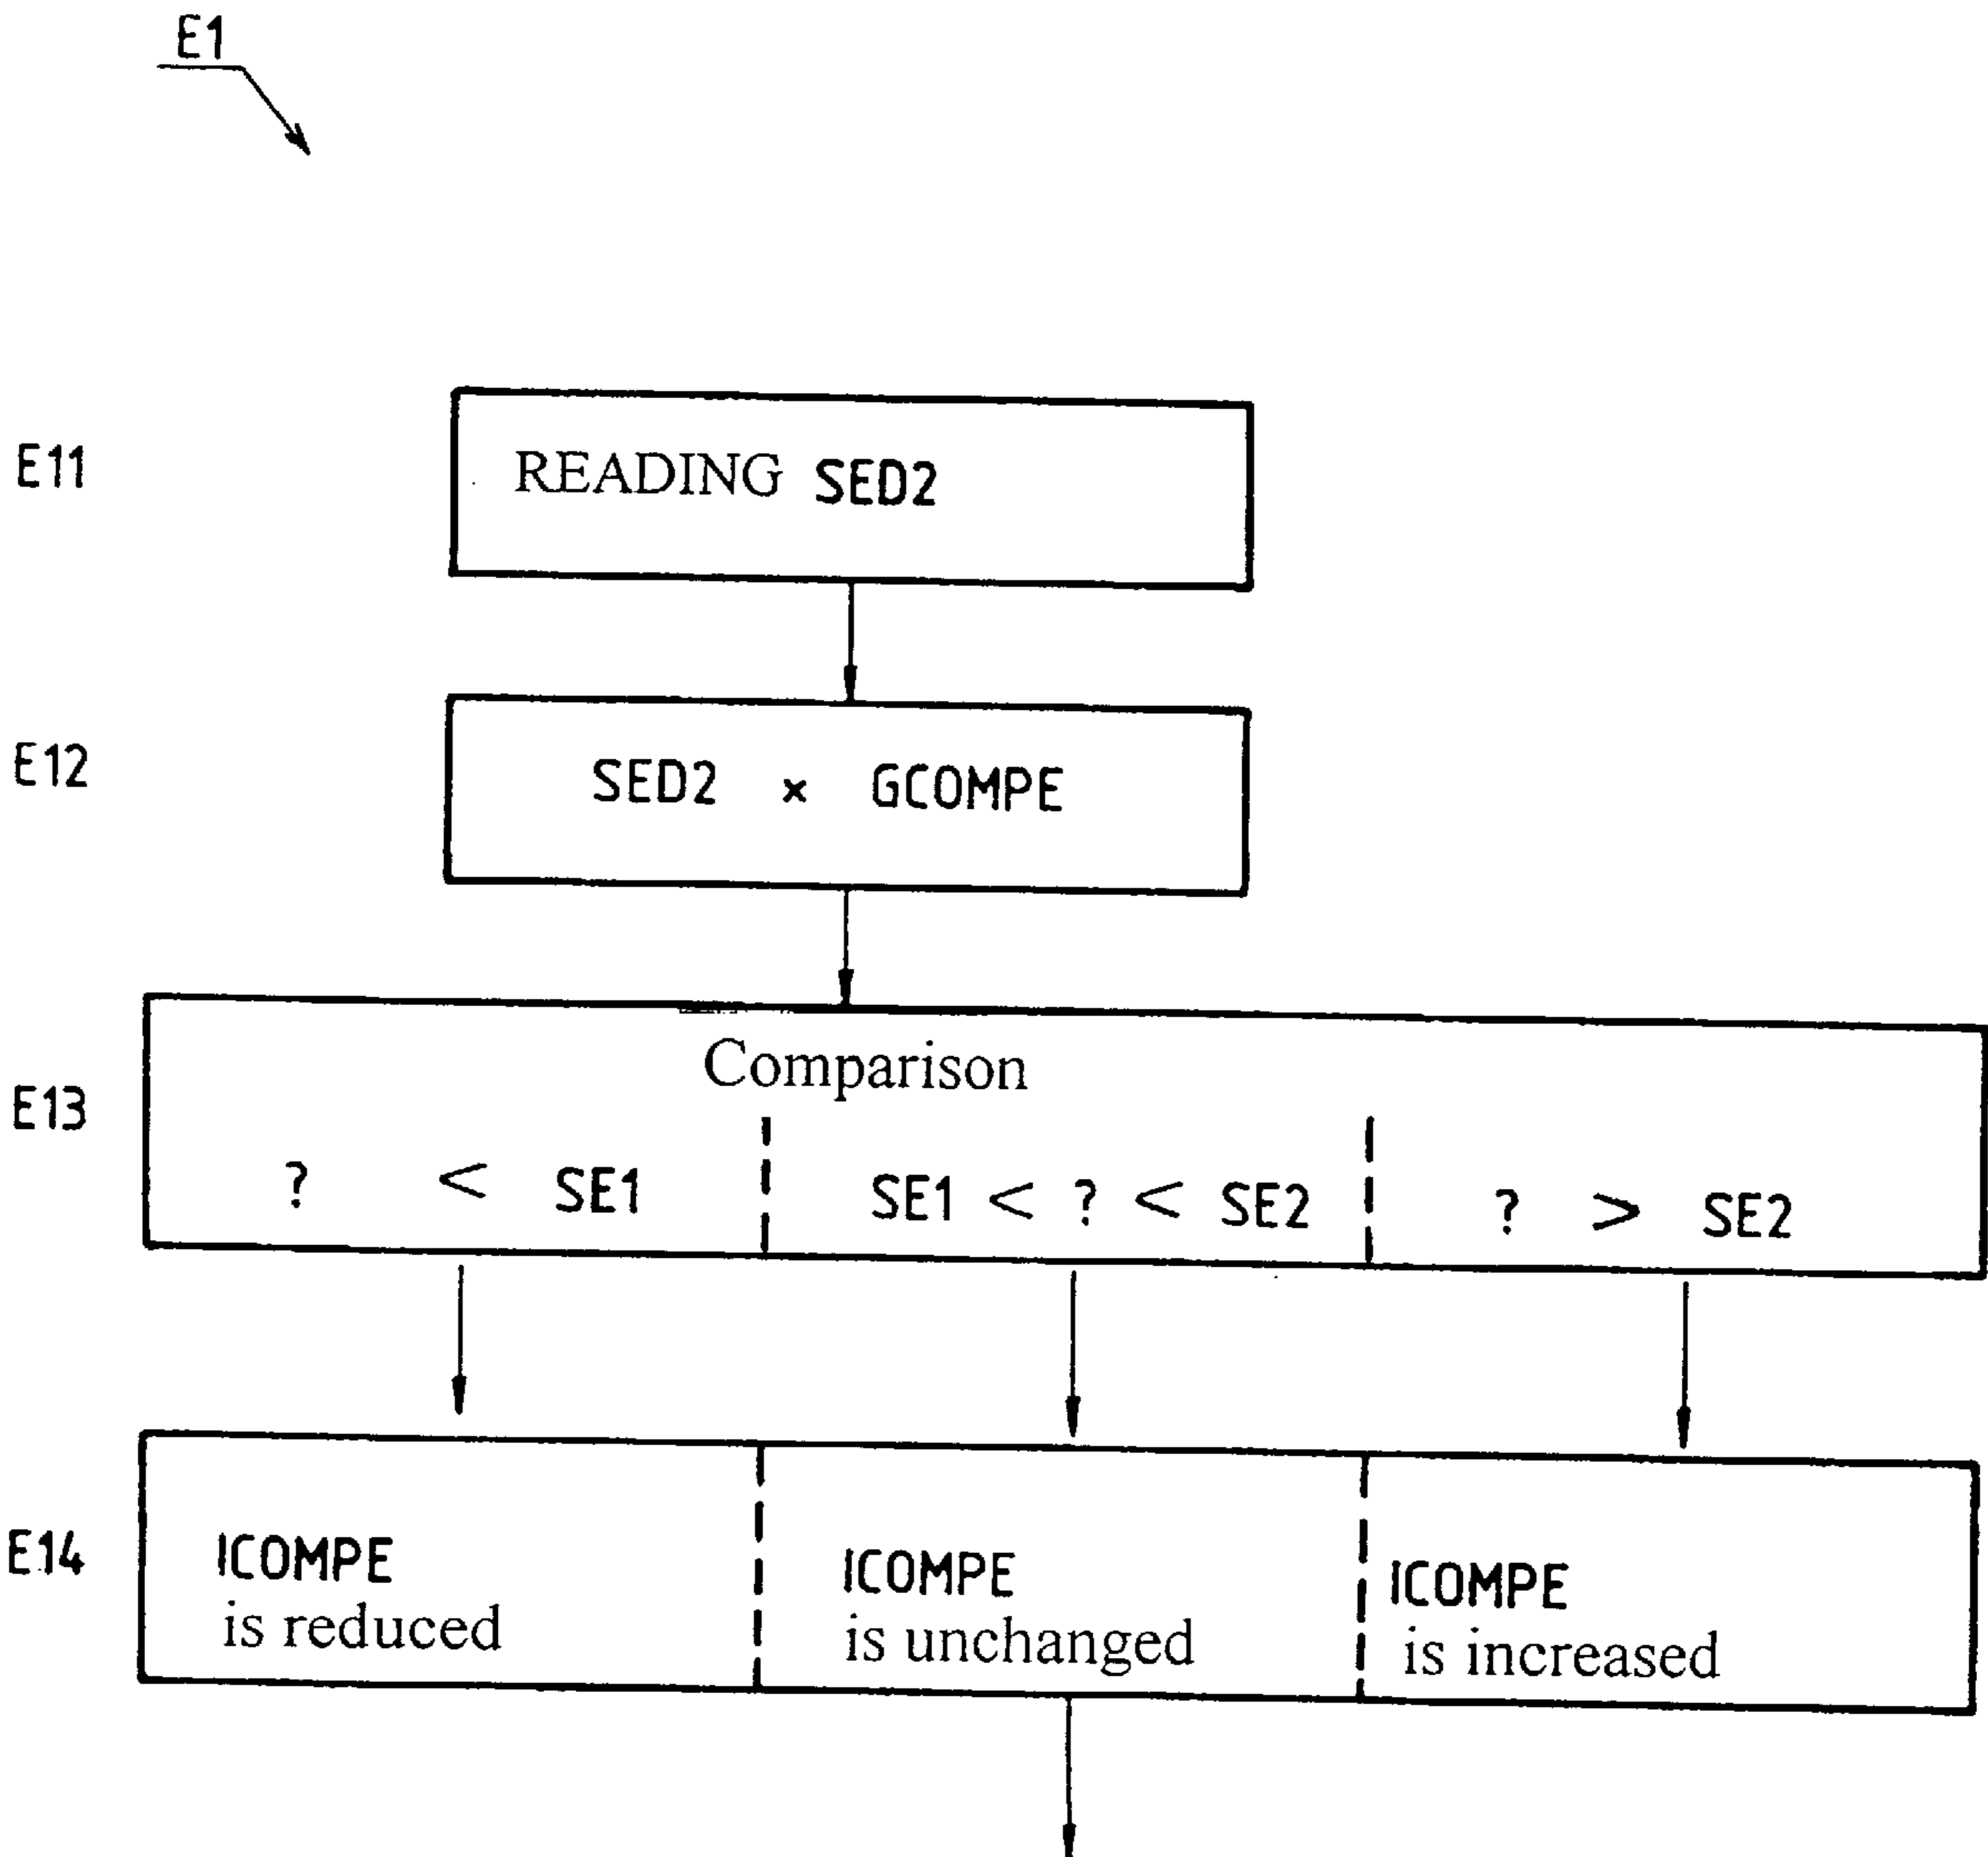 E1
E11
READING SED2
E12
SED2 × GCOMPE
E13
Comparison
? < SE1
SE1 < ? < SE2
? > SE2
E14
ICOMPE
is reduced
ICOMPE
is unchanged
ICOMPE
is increased